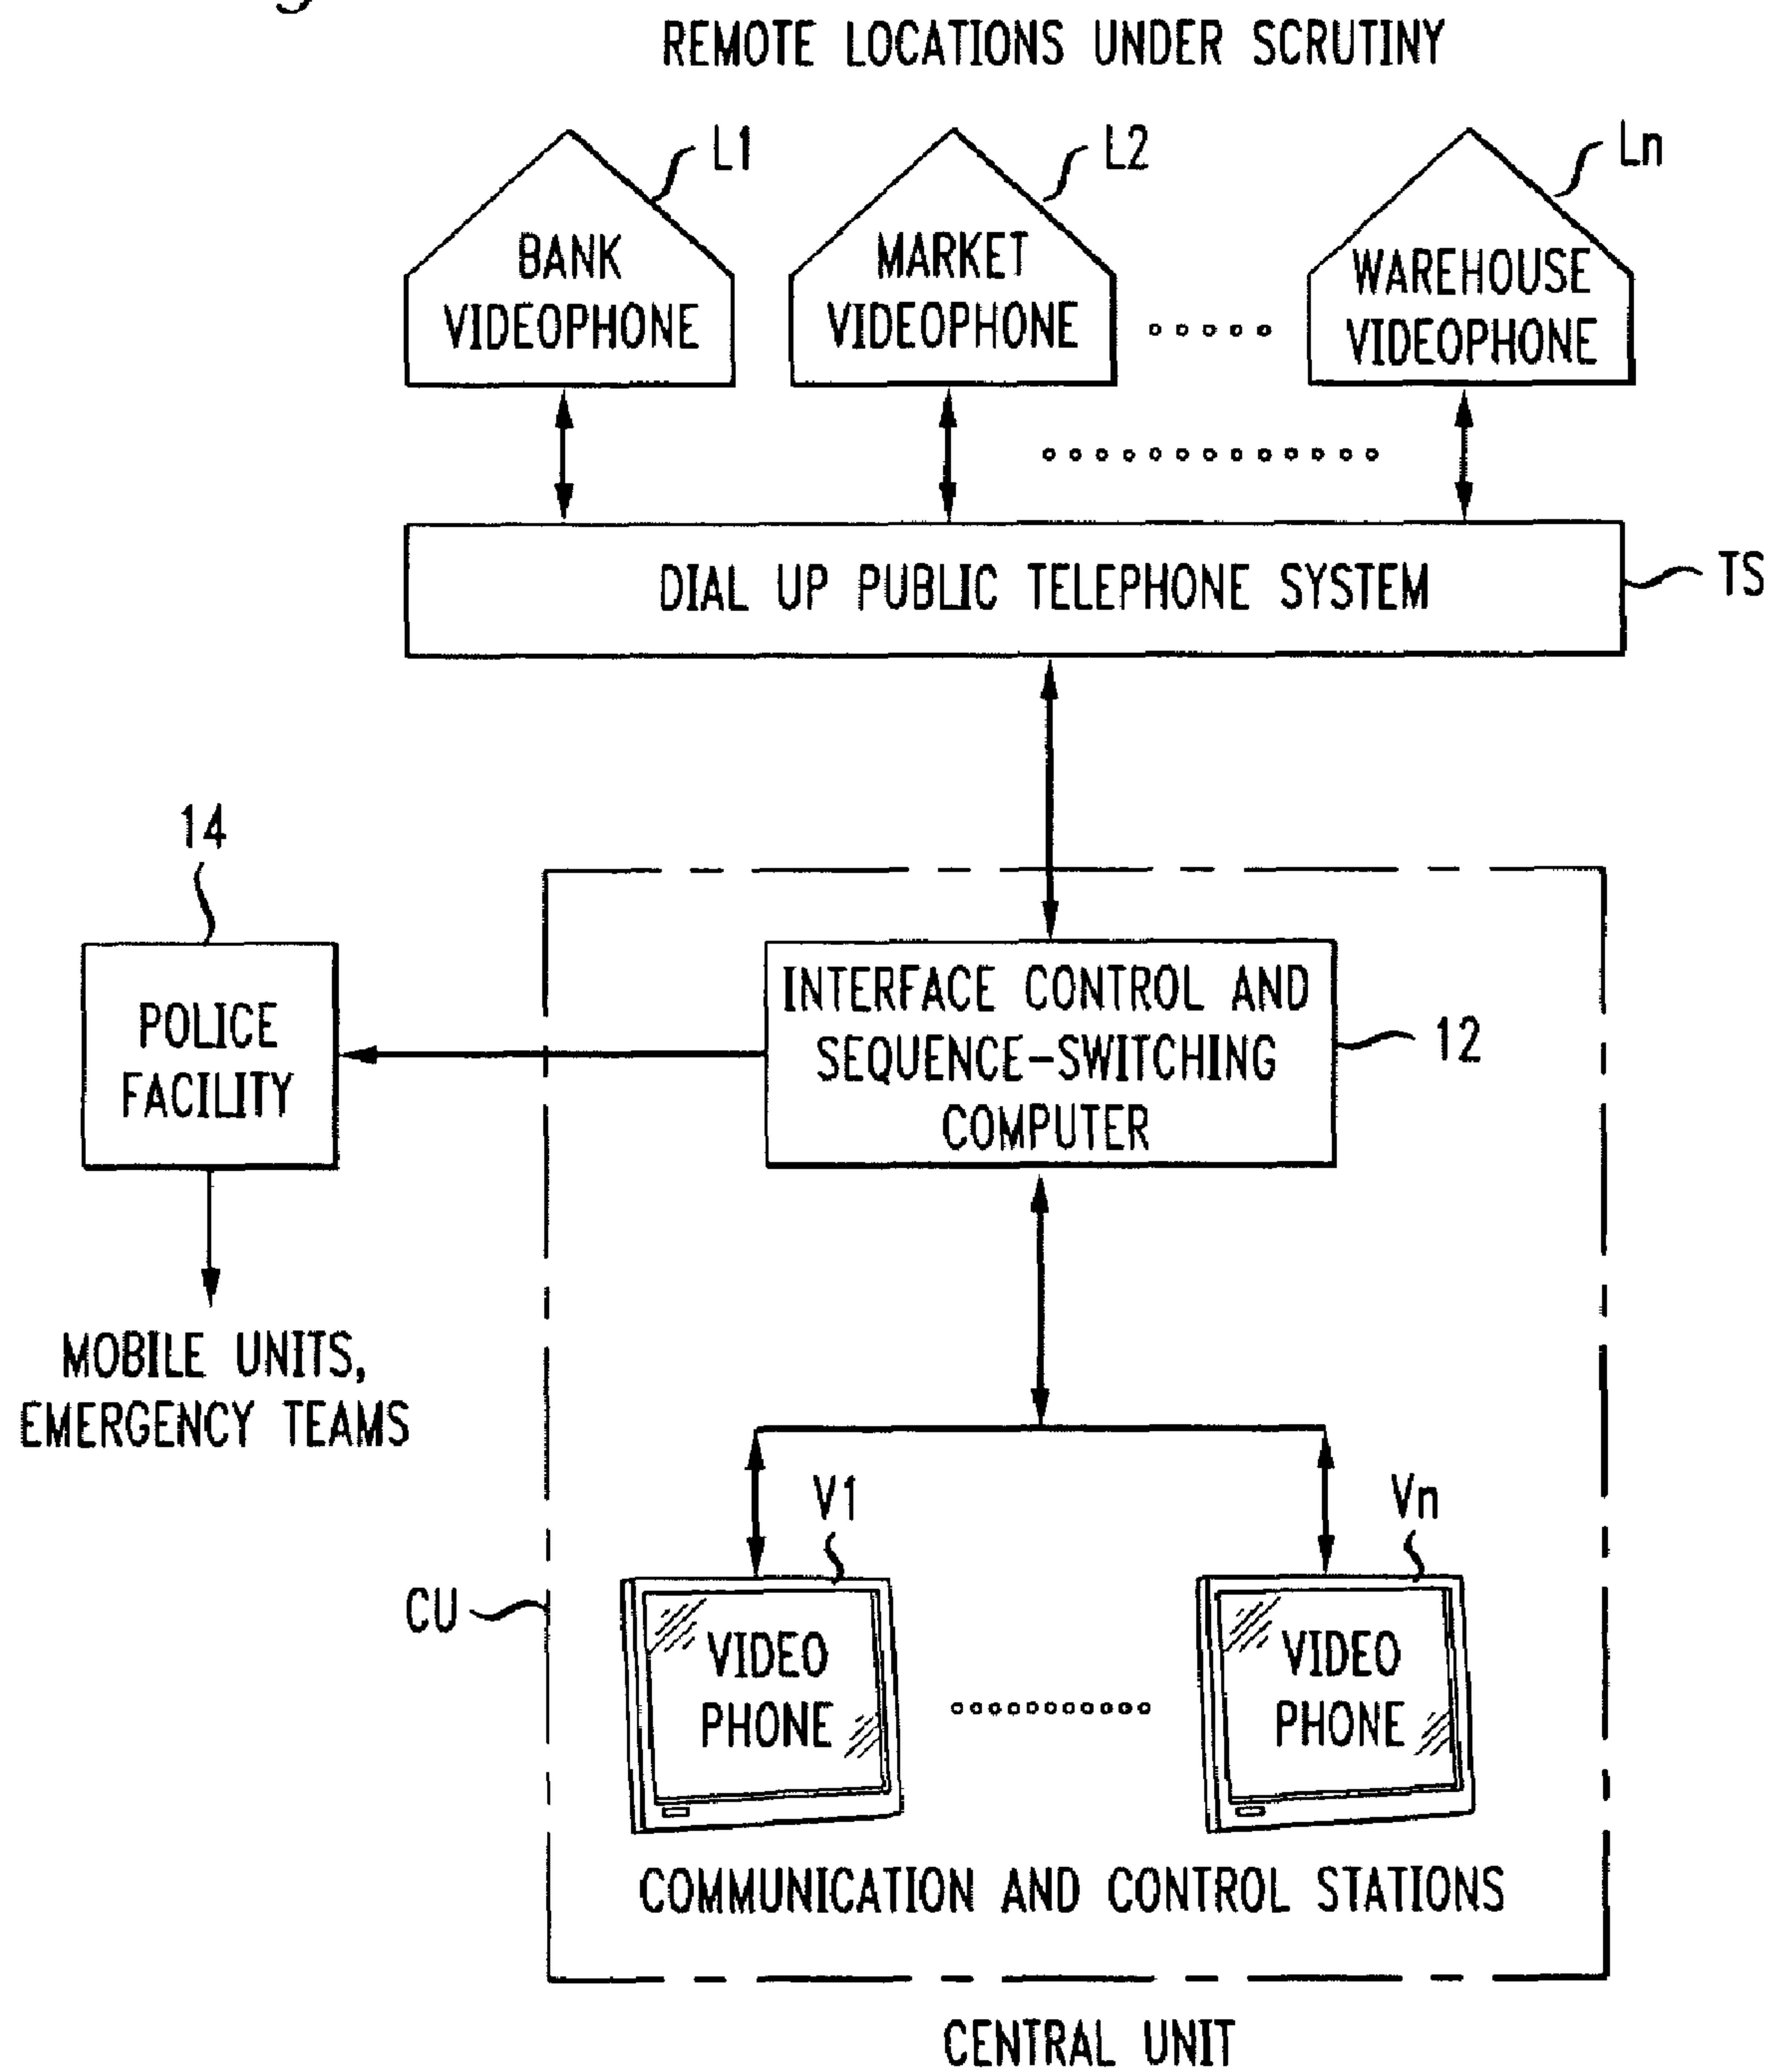 REMOTE LOCATIONS UNDER SCRUTINY
L1
L2
Ln
BANK
VIDEOPHONE
MARKET
VIDEOPHONE
WAREHOUSE
VIDEOPHONE
DIAL UP PUBLIC TELEPHONE SYSTEM
TS
14
POLICE
FACILITY
INTERFACE CONTROL AND
SEQUENCE-SWITCHING
COMPUTER
12
MOBILE UNITS,
EMERGENCY TEAMS
V1
Vn
CU
VIDEO
PHONE
VIDEO
PHONE
COMMUNICATION AND CONTROL STATIONS
CENTRAL UNIT